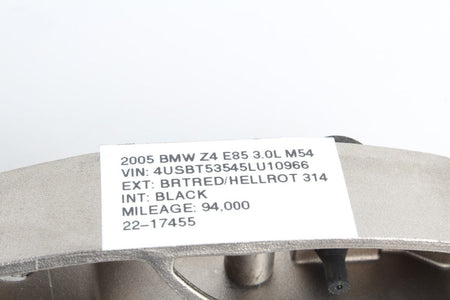 2005 BMW Z4 E85 3.0L M54
VIN: 4USBT53545LU10966
EXT: BRTRED/HELLROT 314
INT: BLACK
MILEAGE: 94,000
22-17455